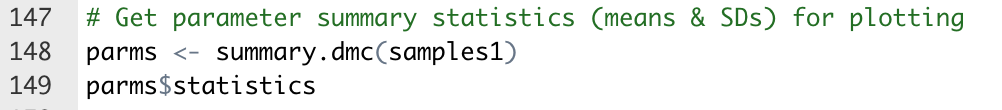 147 # Get parameter summary statistics (means & SDs) for plotting
148 parms <- summary.dmc(samples1)
149 parms$statistics